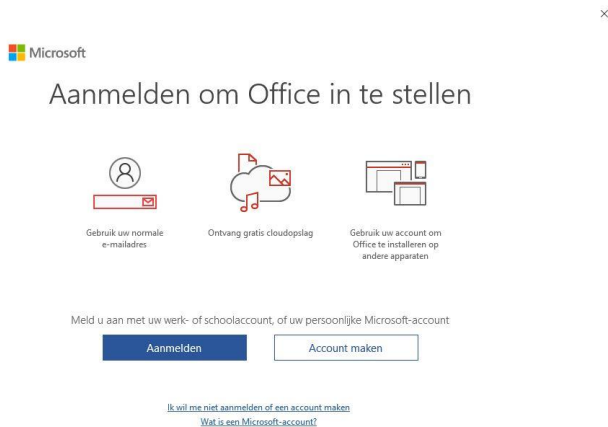 Microsoft
Aanmelden om Office in te stellen
Gebruik uw normale
e-mailadres
Ontvang gratis cloudopslag
Gebruik uw account om
Office te installeren op
andere apparaten
Meld u aan met uw werk- of schoolaccount, of uw persoonlijke Microsoft-account
Aanmelden
Account maken
Ik wil me niet aanmelden of een account maken
Wat is een Microsoft-account?